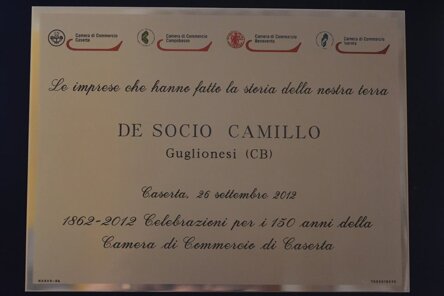 Camera di Commercio
Caserta
Camera di Commercio
Campobasso
Camera di Commercio
Benevento
Camera di Commercio
Isernia
Le imprese che hanno fatto la storia della nostra terra
DE SOCIO CAMILLO
Guglionesi (CB)
Caserta, 26 settembre 2012
1862-2012 Celebrazioni per i 150 anni della
Camera di Commercio di Caserta